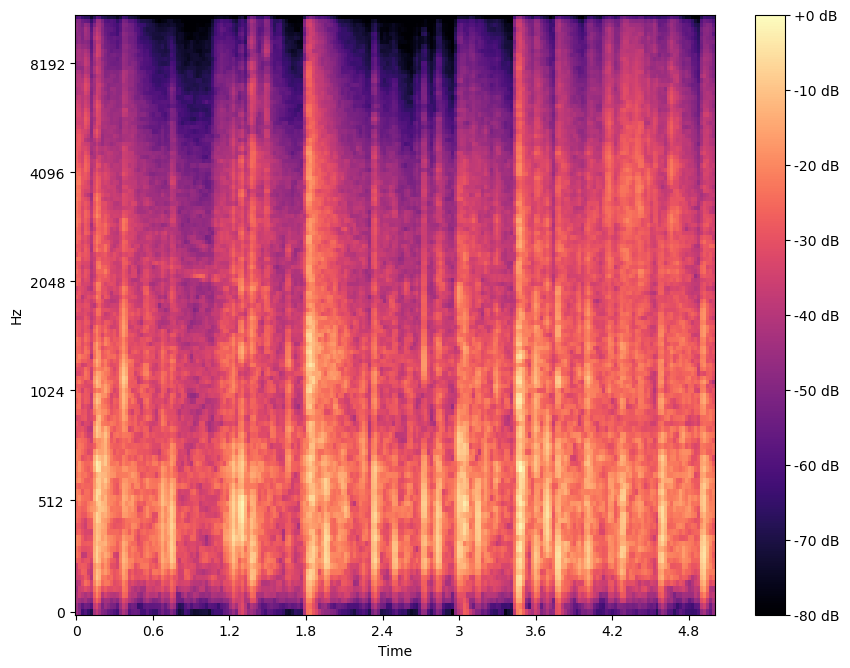 +0 dB
8192
-10 dB
4096
-20 dB
-30 dB
2048
Hz
-40 dB
1024
-50 dB
-60 dB
512
-70 dB
0
-80 dB
0 0.6 1.2 1.8 2.4 3 3.6 4.2 4.8
Time